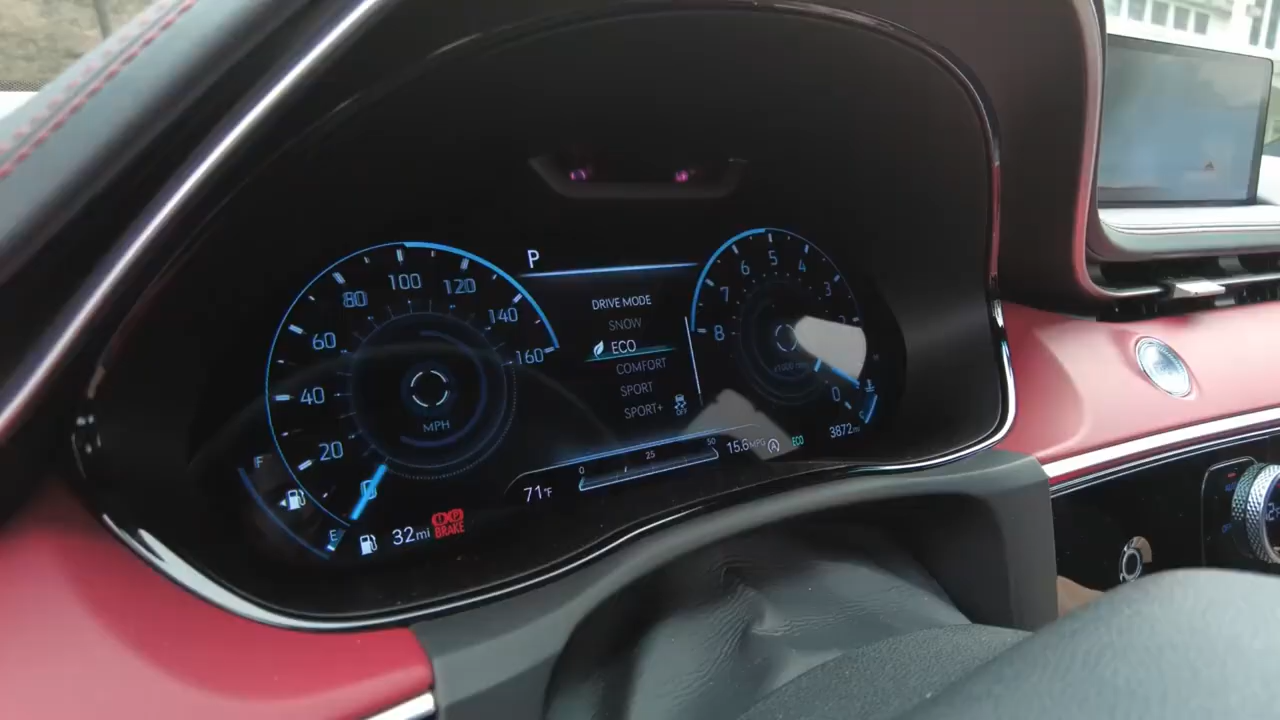 P
DRIVE MODE
SNOW
ECO
COMFORT
SPORT
SPORT+
OFF
20
40
60
80
100
120
140
160
MPH
8
7
6
5
4
3
0
F
E
C
32mi
BRAKE
71°F
0
25
50
15.6MPG
A
ECO
3872mi